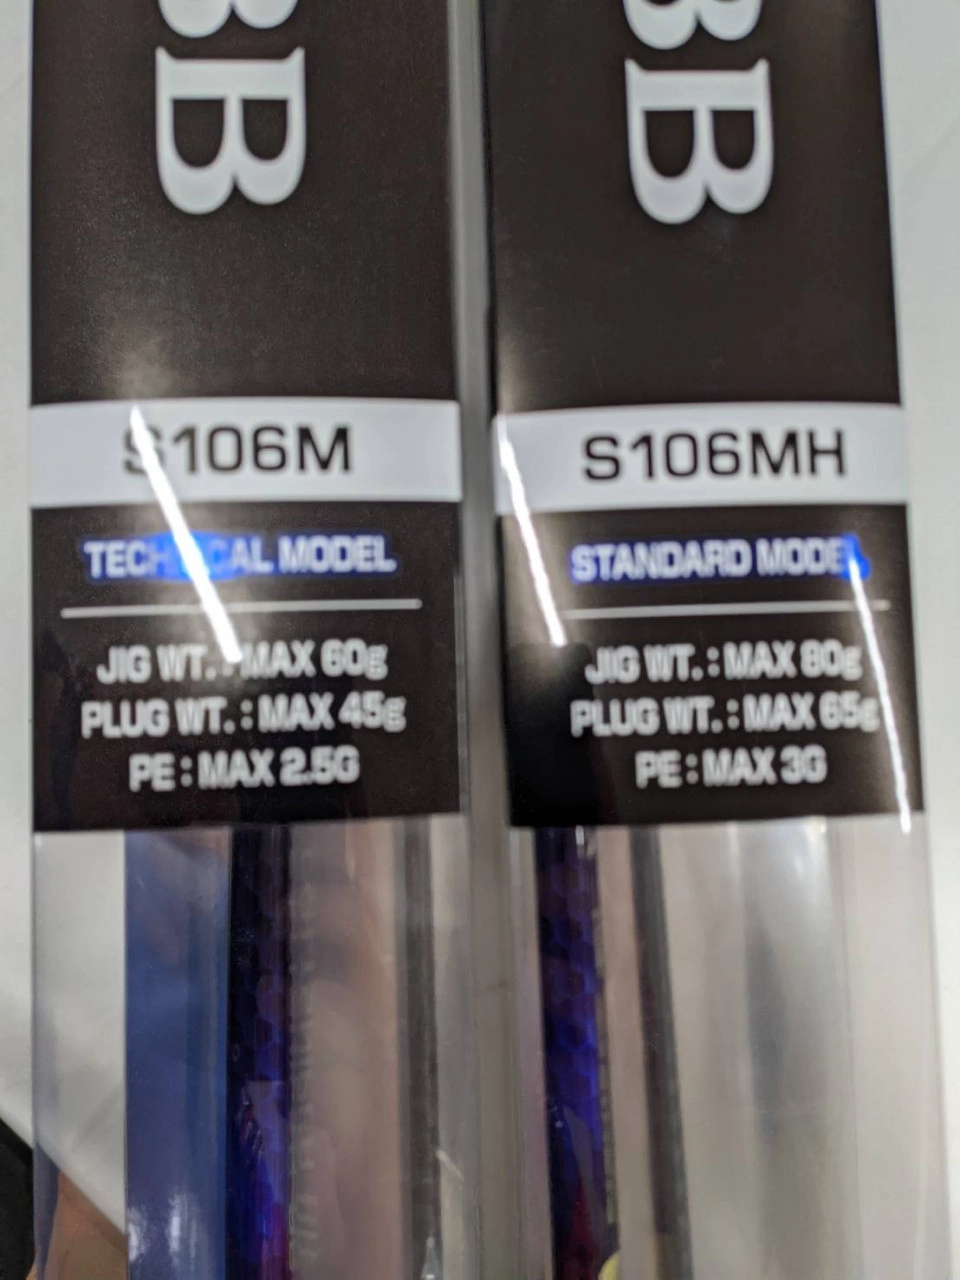 BB
S106M
TECHNICAL MODEL
JIG WT.: MAX 60g
PLUG WT.: MAX 45g
PE: MAX 2.5G
BB
S106MH
STANDARD MODEL
JIG WT.: MAX 80g
PLUG WT.: MAX 65g
PE: MAX 3G